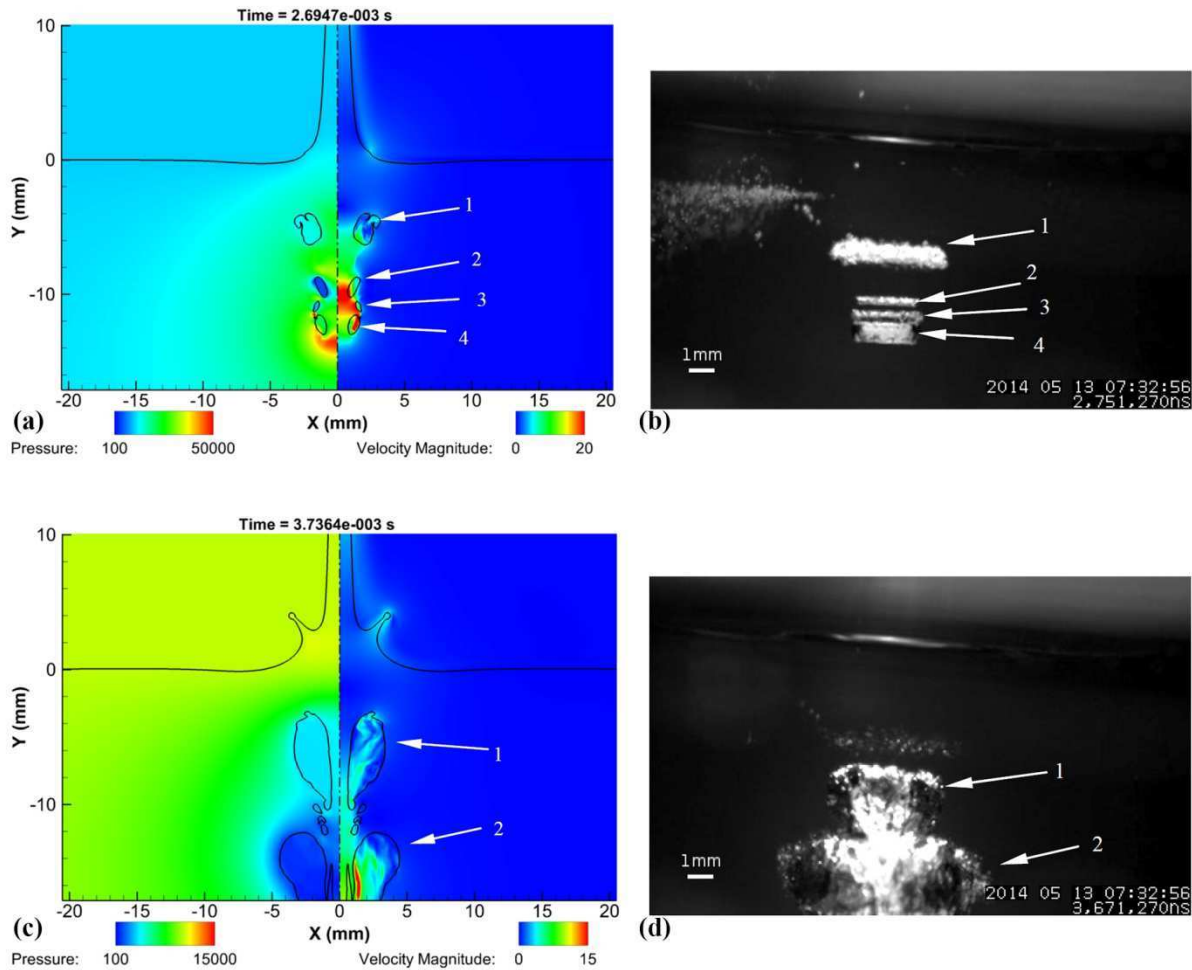 Time = 2.6947e-003 s
10
0
-10
Y (mm)
1
2
3
4
-20 -15 -10 -5 0 5 10 15 20
X (mm)
(a)
Pressure: 100 50000
Velocity Magnitude: 0 20
1
2
3
4
1mm
2014 05 13 07:32:56
2,751,270nS
(b)
Time = 3.7364e-003 s
10
0
-10
Y (mm)
1
2
-20 -15 -10 -5 0 5 10 15 20
X (mm)
(c)
Pressure: 100 15000
Velocity Magnitude: 0 15
1
2
1mm
2014 05 13 07:32:56
3,671,270nS
(d)